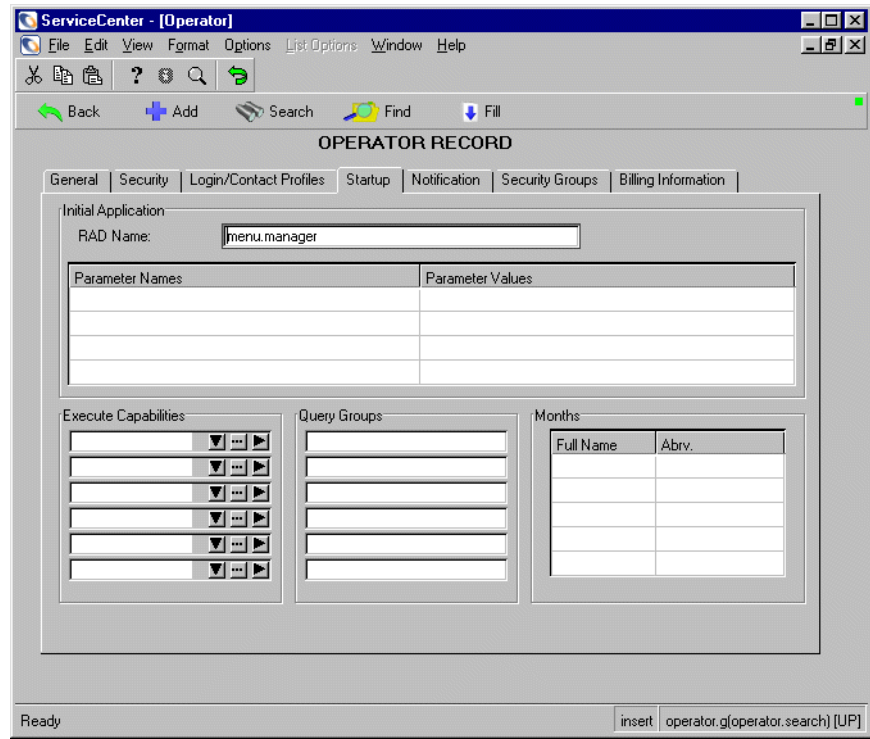 ServiceCenter - [Operator]
File Edit View Format Options List Options Window Help
Back Add Search Find Fill
OPERATOR RECORD
General Security Login/Contact Profiles Startup Notification Security Groups Billing Information
Initial Application
RAD Name: menu.manager
Parameter Names Parameter Values
Execute Capabilities Query Groups Months
Full Name Abrv.
Ready insert operator.g(operator.search) [UP]